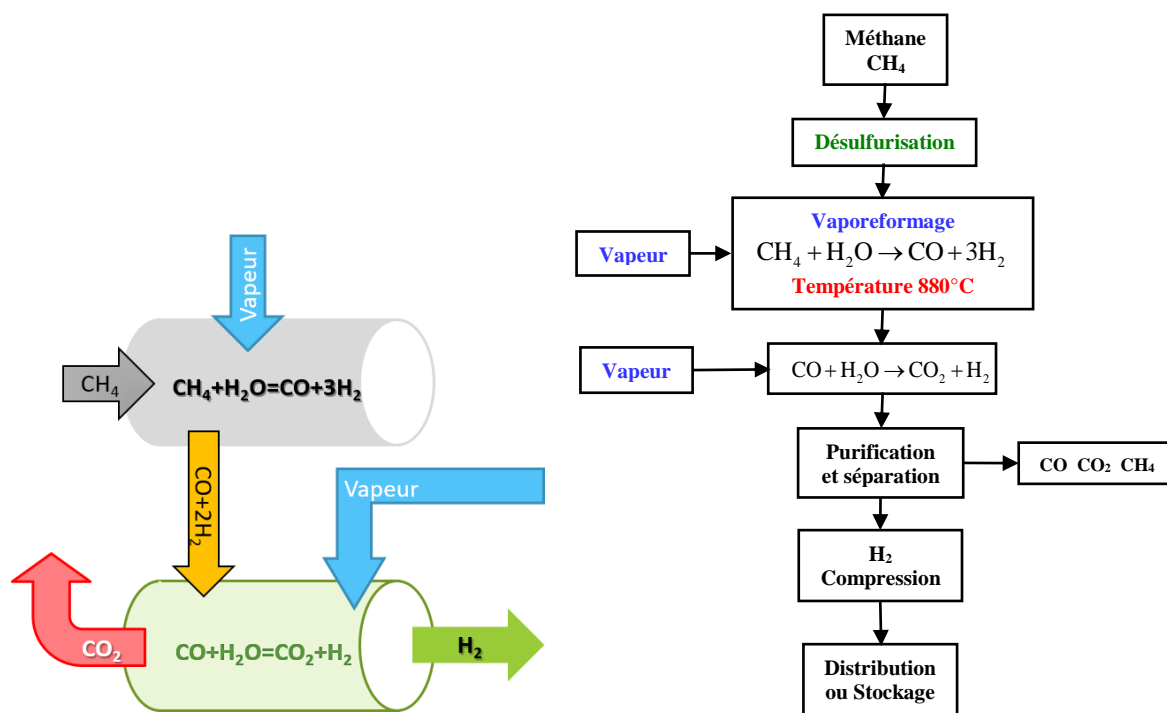 Vapeur
CH₄
CH₄+H₂O=CO+3H₂
CO+2H₂
Vapeur
CO₂
CO+H₂O=CO₂+H₂
H₂
Méthane
CH₄
Désulfurisation
Vapeur
Vaporeformage
CH₄ + H₂O → CO + 3H₂
Température 880°C
Vapeur
CO + H₂O → CO₂ + H₂
Purification
et séparation
CO CO₂ CH₄
H₂
Compression
Distribution
ou Stockage